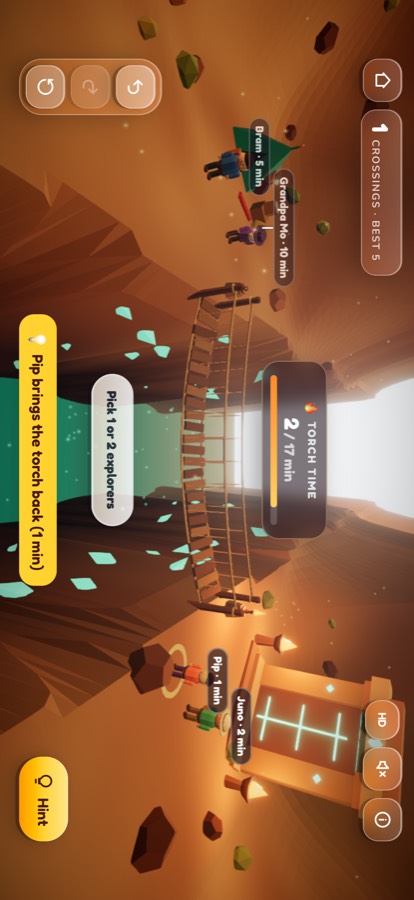 1 CROSSINGS · BEST 5
HD
🔥 TORCH TIME
2 / 17 min
Grandpa Mo · 10 min
Bram · 5 min
Juno · 2 min
Pip · 1 min
Pick 1 or 2 explorers
💡 Pip brings the torch back (1 min)
Hint